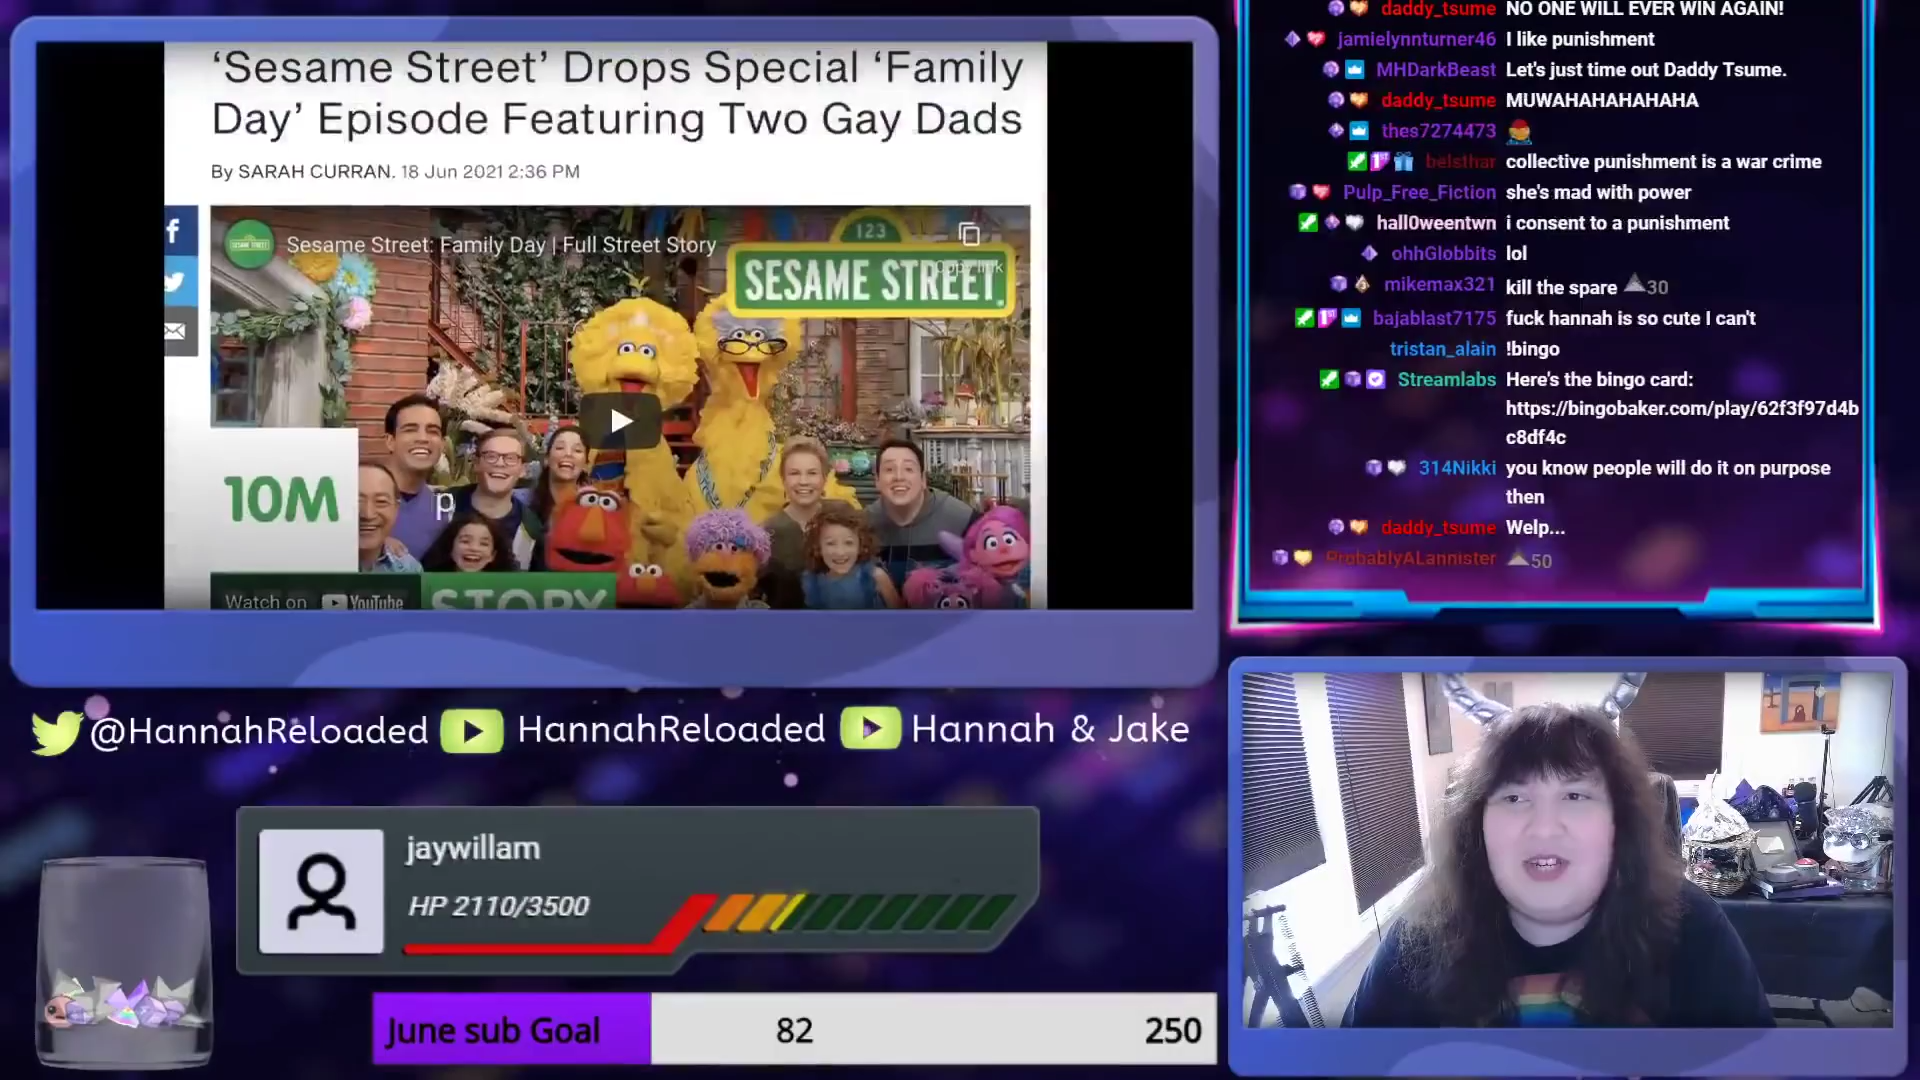 ‘Sesame Street’ Drops Special ‘Family
Day’ Episode Featuring Two Gay Dads
By SARAH CURRAN. 18 Jun 2021 2:36 PM
Sesame Street: Family Day | Full Street Story
Copy link
123
SESAME STREET
10M
p
Watch on YouTube
STORY
@HannahReloaded HannahReloaded Hannah & Jake
jaywillam
HP 2110/3500
June sub Goal 82 250
daddy_tsume NO ONE WILL EVER WIN AGAIN!
jamielynnturner46 I like punishment
MHDarkBeast Let's just time out Daddy Tsume.
daddy_tsume MUWAHAHAHAHAHA
thes7274473
belsthar collective punishment is a war crime
Pulp_Free_Fiction she's mad with power
hall0weentwn i consent to a punishment
ohhGlobbits lol
mikemax321 kill the spare 30
bajablast7175 fuck hannah is so cute I can't
tristan_alain !bingo
Streamlabs Here's the bingo card:
https://bingobaker.com/play/62f3f97d4b
c8df4c
314Nikki you know people will do it on purpose
then
daddy_tsume Welp...
ProbablyALannister 50